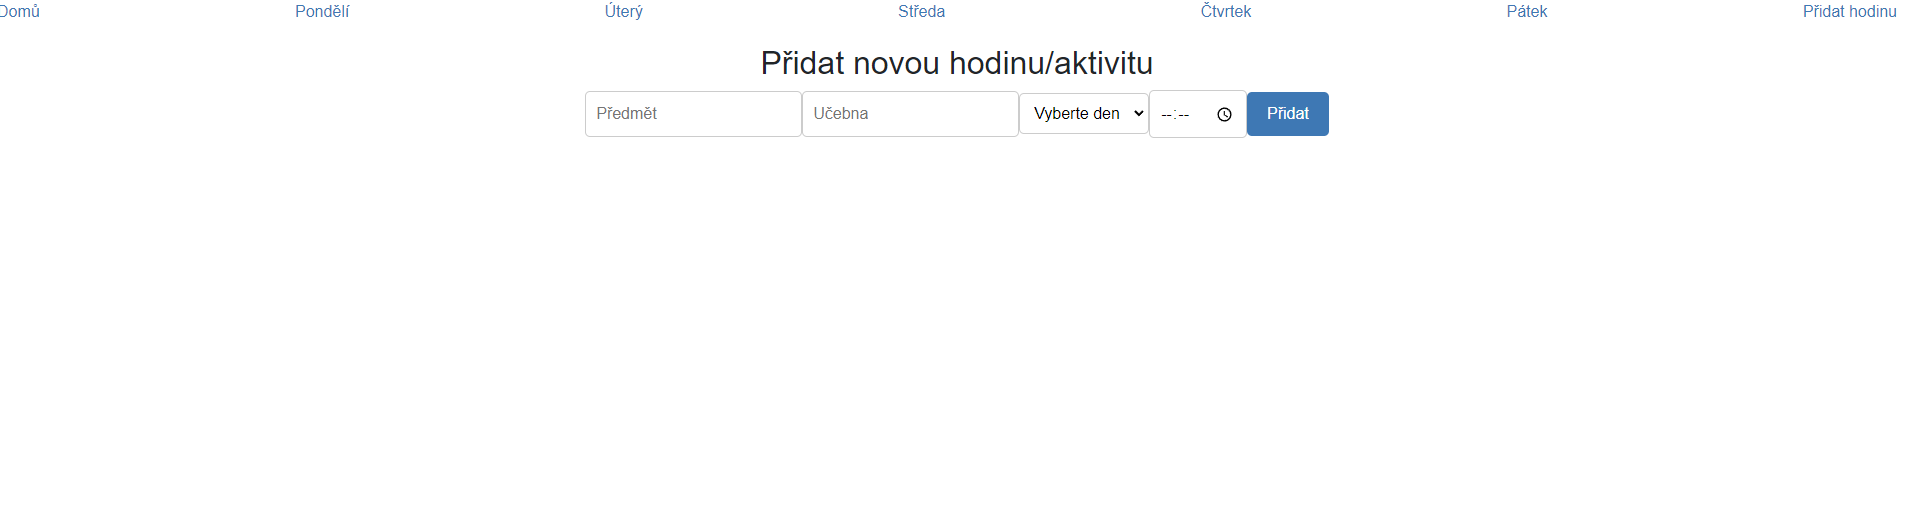 Domů Pondělí Úterý Středa Čtvrtek Pátek Přidat hodinu
Přidat novou hodinu/aktivitu
Předmět Učebna Vyberte den --:-- Přidat